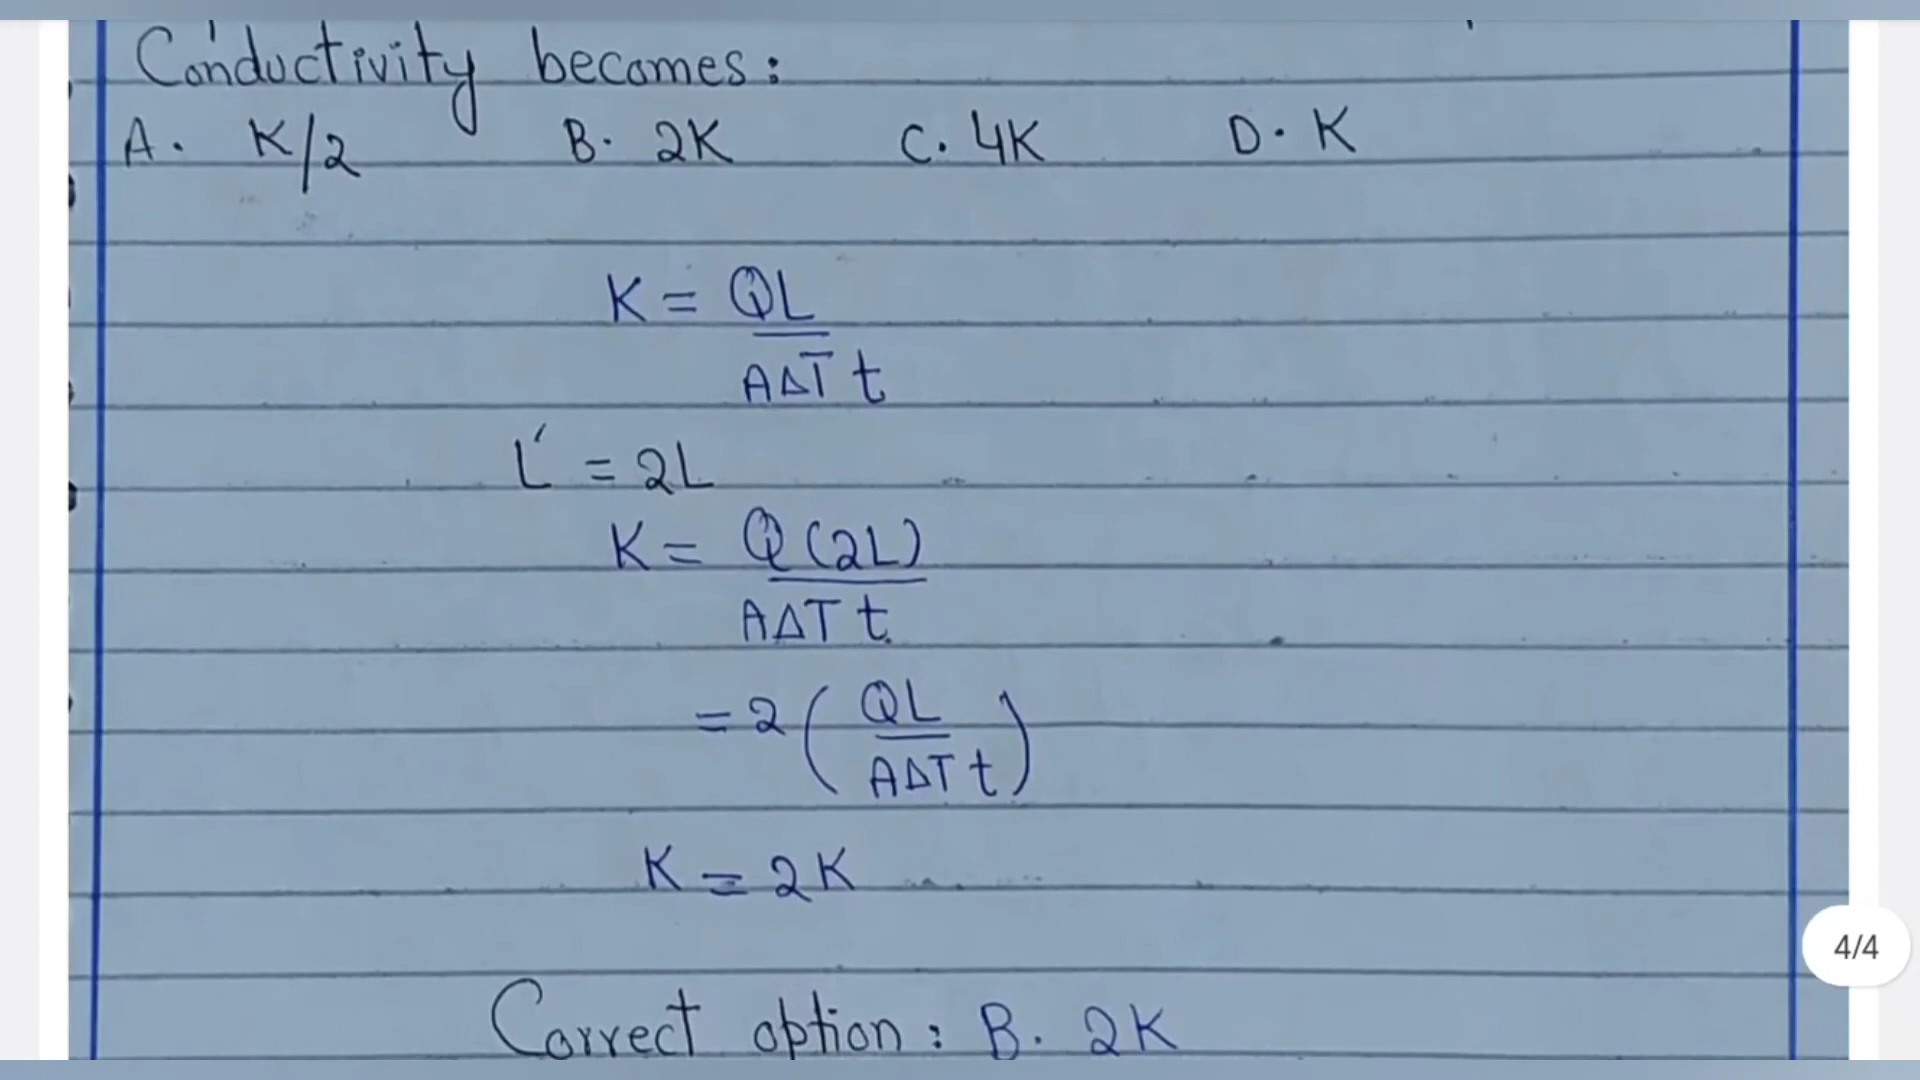 Conductivity becomes:
A. K/2 B. 2K C. 4K D. K
K = QL
AΔT t
L' = 2L
K = Q(2L)
AΔT t
= 2 ( QL
AΔT t )
K = 2K
4/4
Correct option: B. 2K